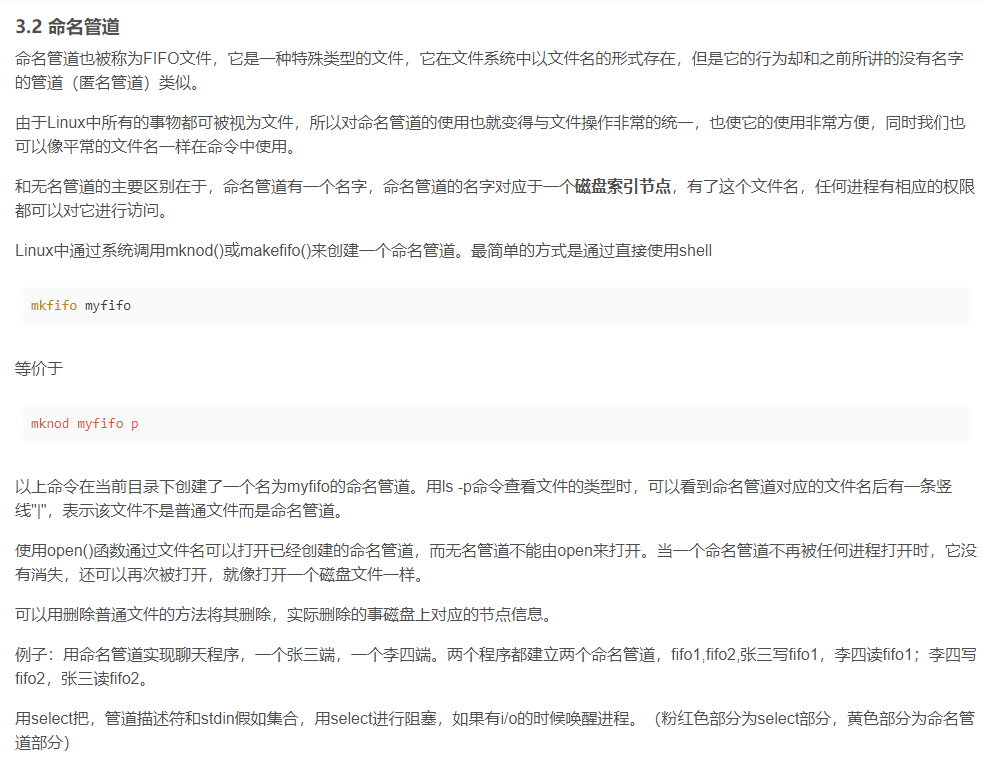 3.2 命名管道
命名管道也被称为FIFO文件，它是一种特殊类型的文件，它在文件系统中以文件名的形式存在，但是它的行为却和之前所讲的没有名字
的管道（匿名管道）类似。
由于Linux中所有的事物都可被视为文件，所以对命名管道的使用也就变得与文件操作非常的统一，也使它的使用非常方便，同时我们也
可以像平常的文件名一样在命令中使用。
和无名管道的主要区别在于，命名管道有一个名字，命名管道的名字对应于一个磁盘索引节点，有了这个文件名，任何进程有相应的权限
都可以对它进行访问。
Linux中通过系统调用mknod()或makefifo()来创建一个命名管道。最简单的方式是通过直接使用shell
mkfifo myfifo
等价于
mknod myfifo p
以上命令在当前目录下创建了一个名为myfifo的命名管道。用ls -p命令查看文件的类型时，可以看到命名管道对应的文件名后有一条竖
线"|"，表示该文件不是普通文件而是命名管道。
使用open()函数通过文件名可以打开已经创建的命名管道，而无名管道不能由open来打开。当一个命名管道不再被任何进程打开时，它没
有消失，还可以再次被打开，就像打开一个磁盘文件一样。
可以用删除普通文件的方法将其删除，实际删除的事磁盘上对应的节点信息。
例子：用命名管道实现聊天程序，一个张三端，一个李四端。两个程序都建立两个命名管道，fifo1,fifo2,张三写fifo1，李四读fifo1；李四写
fifo2，张三读fifo2。
用select把，管道描述符和stdin假如集合，用select进行阻塞，如果有i/o的时候唤醒进程。（粉红色部分为select部分，黄色部分为命名管
道部分）